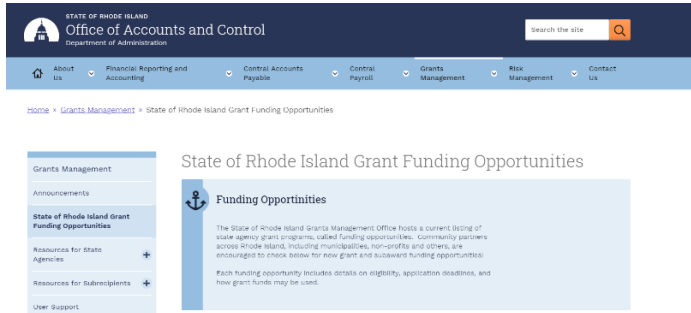 STATE OF RHODE ISLAND
Office of Accounts and Control
Department of Administration
Search the site
About Us
Financial Reporting and Accounting
Central Accounts Payable
Central Payroll
Grants Management
Risk Management
Contact Us
Home > Grants Management > State of Rhode Island Grant Funding Opportunities
Grants Management
Announcements
State of Rhode Island Grant
Funding Opportunities
Resources for State
Agencies
Resources for Subrecipients
User Support
State of Rhode Island Grant Funding Opportunities
Funding Opportinities
The State of Rhode Island Grants Management Office hosts a current listing of
state agency grant programs, called funding opportunities. Community partners
across Rhode Island, including municipalities, non-profits and others, are
encouraged to check below for new grant and subaward funding opportunities!
Each funding opportunity includes details on eligibility, application deadlines, and
how grant funds may be used.